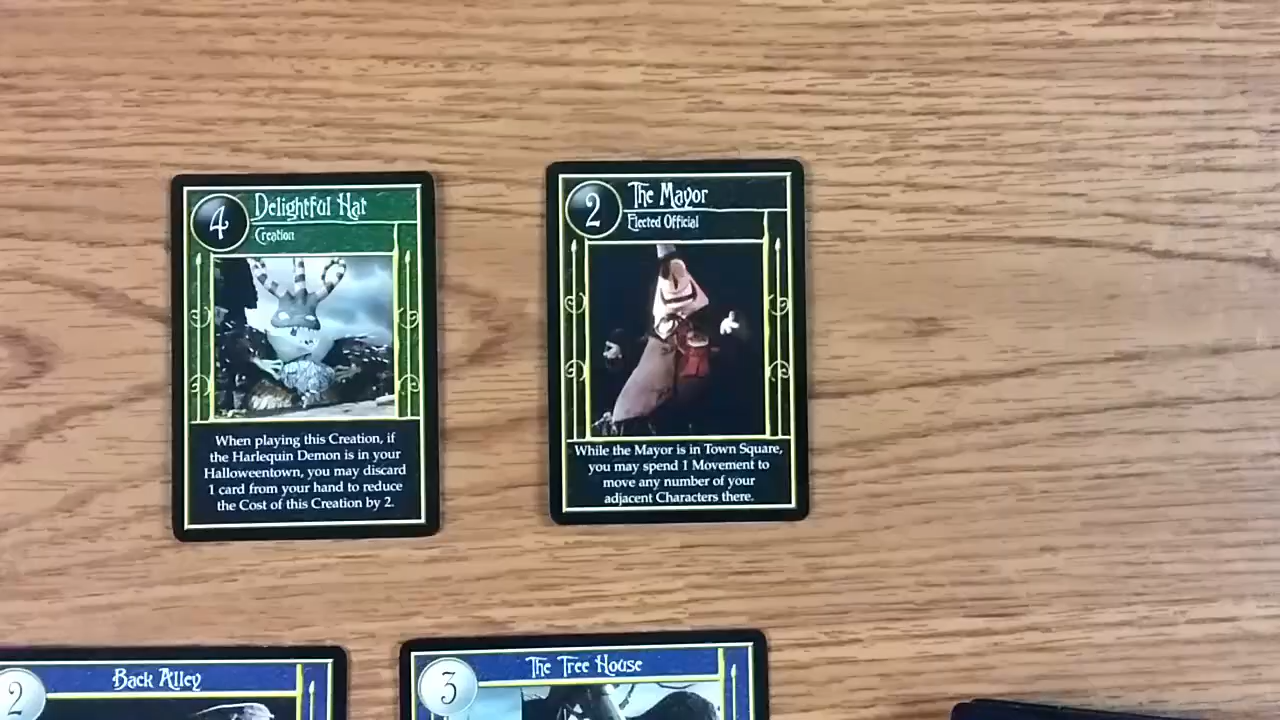 4
Delightful Hat
Creation
When playing this Creation, if
the Harlequin Demon is in your
Halloweentown, you may discard
1 card from your hand to reduce
the Cost of this Creation by 2.
2
The Mayor
Elected Official
While the Mayor is in Town Square,
you may spend 1 Movement to
move any number of your
adjacent Characters there.
2
Back Alley
3
The Tree House